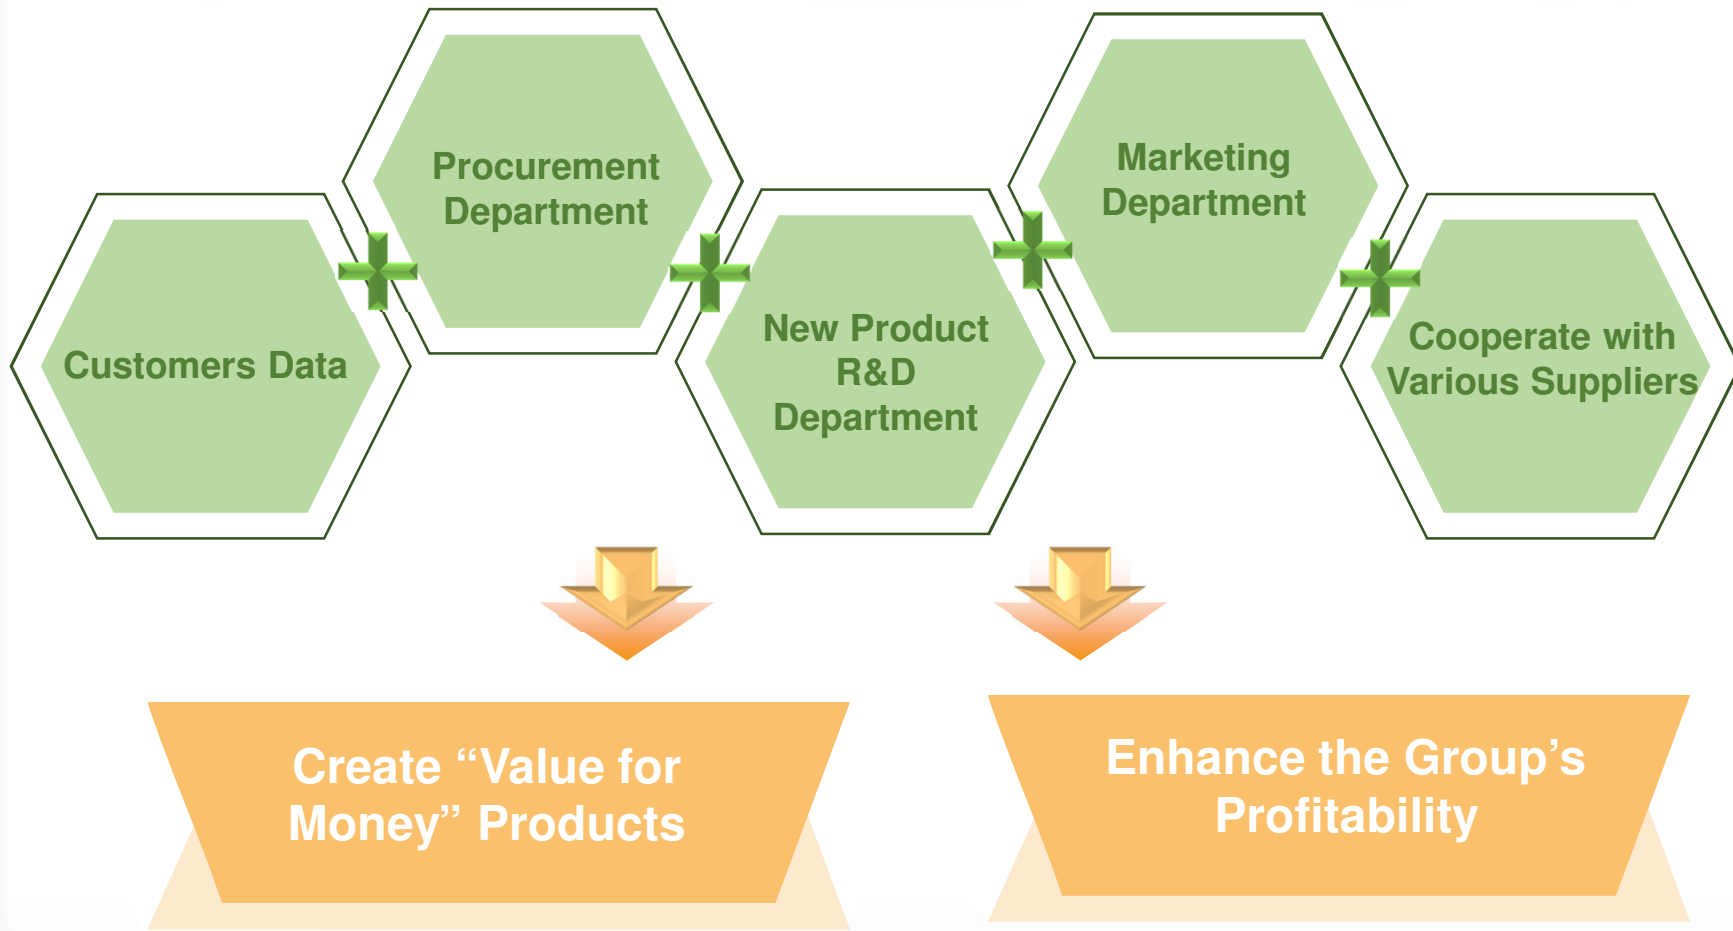 Customers Data
Procurement
Department
New Product
R&D
Department
Marketing
Department
Cooperate with
Various Suppliers
Create “Value for
Money” Products
Enhance the Group’s
Profitability